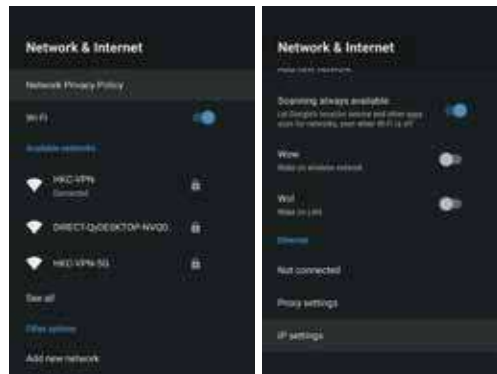 Network & Internet
Network Privacy Policy
Wi-Fi
Available networks
HKC-VPN
Connected
HKC-VPN-5G
See all
Other options
Add new network
Network & Internet
Add new network
Scanning always available
Let Google's location service and other apps
scan for networks, even when Wi-Fi is off
Wow
Wake on wireless network
Wol
Wake on LAN
Ethernet
Not connected
Proxy settings
IP settings